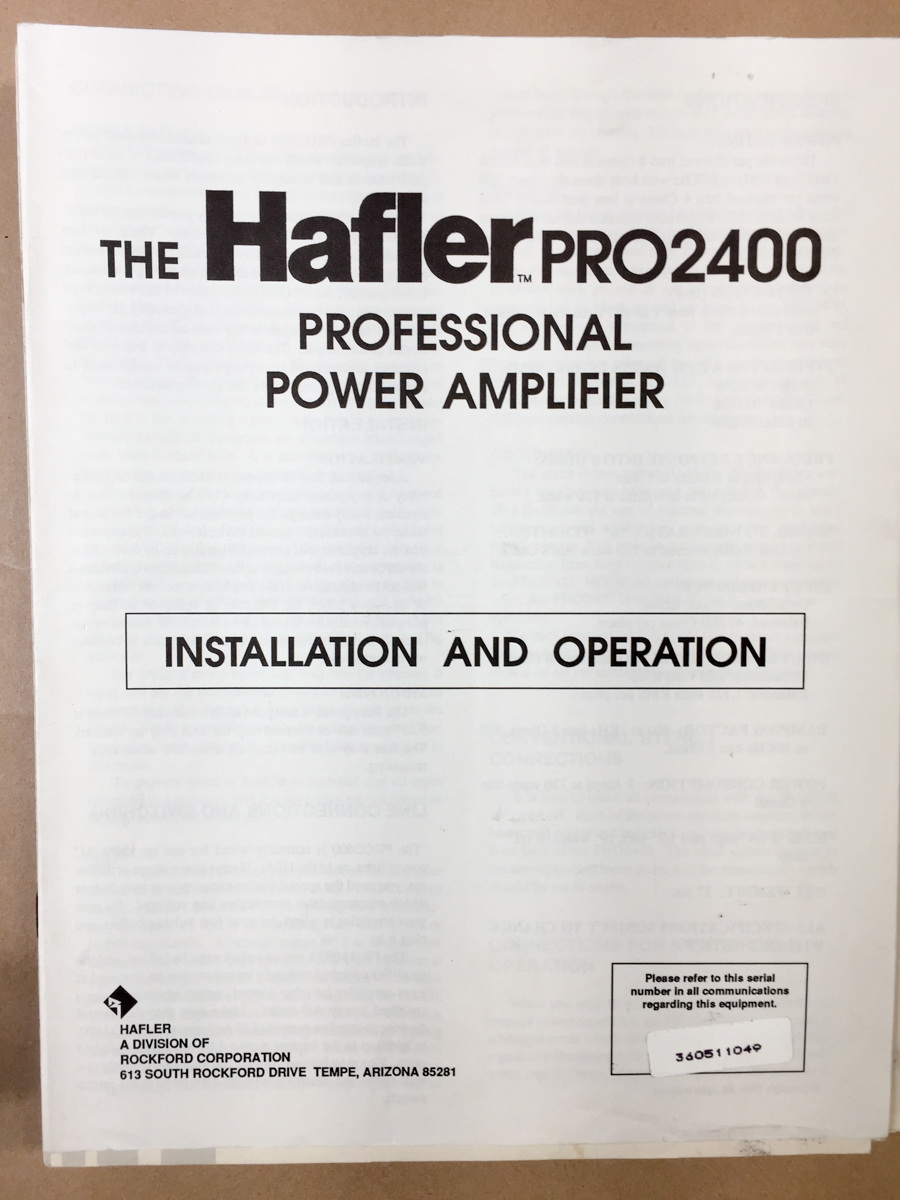 THE Hafler™ PRO2400
PROFESSIONAL
POWER AMPLIFIER
INSTALLATION AND OPERATION
HAFLER
A DIVISION OF
ROCKFORD CORPORATION
613 SOUTH ROCKFORD DRIVE TEMPE, ARIZONA 85281
Please refer to this serial
number in all communications
regarding this equipment.
360511049